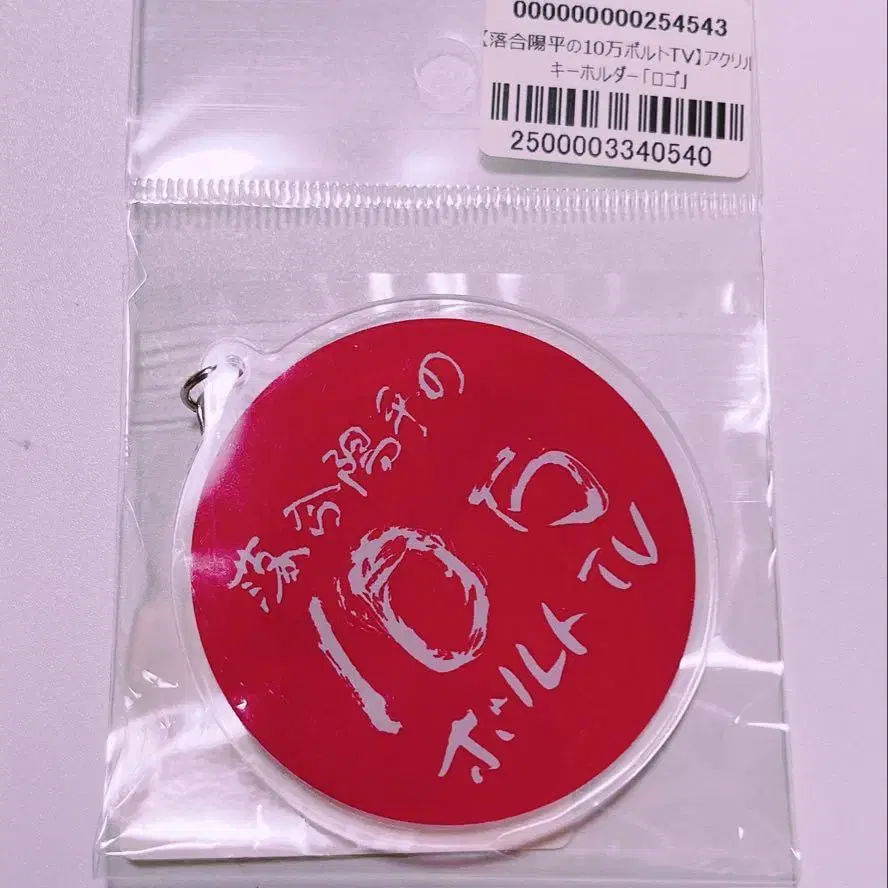 000000000254543
【落合陽平の10万ボルトTV】アクリル
キーホルダー「ロゴ」
2500003340540
落合陽平の
10万
ボルトTV